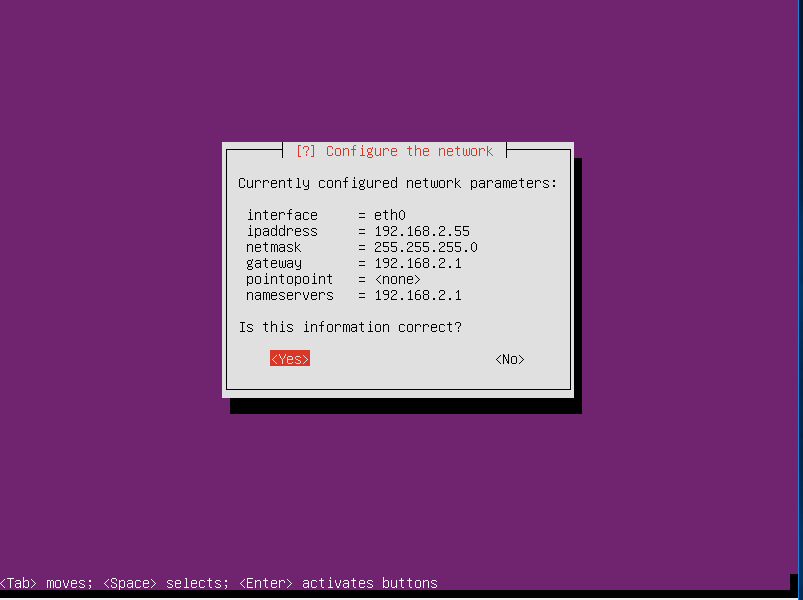 [?] Configure the network
Currently configured network parameters:
interface = eth0
ipaddress = 192.168.2.55
netmask = 255.255.255.0
gateway = 192.168.2.1
pointopoint = <none>
nameservers = 192.168.2.1
Is this information correct?
<Yes> <No>
<Tab> moves; <Space> selects; <Enter> activates buttons